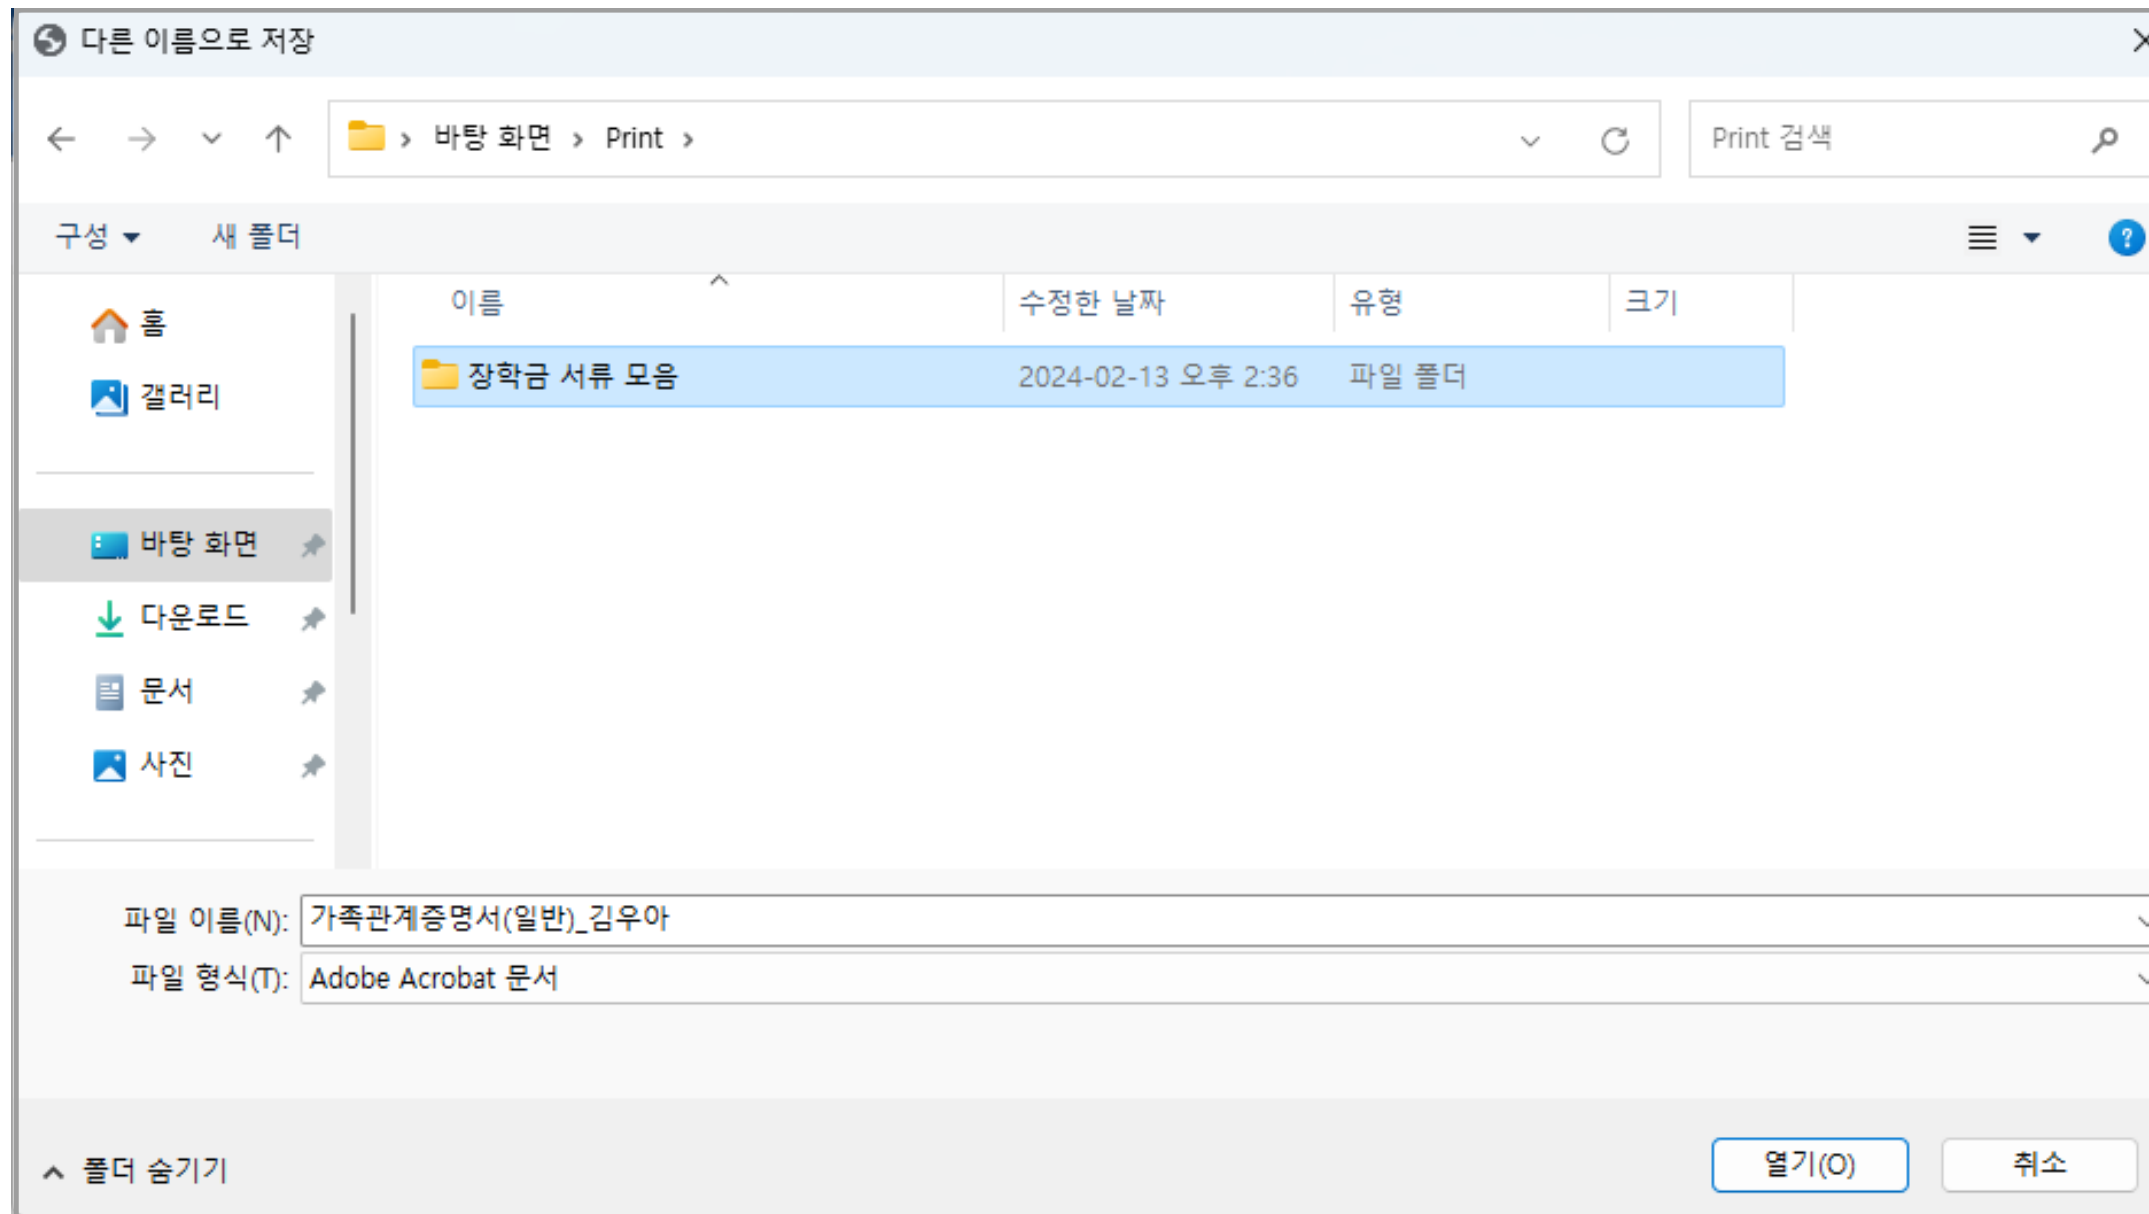 다른 이름으로 저장
바탕 화면 Print
Print 검색
구성 새 폴더
이름 수정한 날짜 유형 크기
홈
갤러리
장학금 서류 모음 2024-02-13 오후 2:36 파일 폴더
바탕 화면
다운로드
문서
사진
파일 이름(N): 가족관계증명서(일반)_김우아
파일 형식(T): Adobe Acrobat 문서
폴더 숨기기
열기(O) 취소